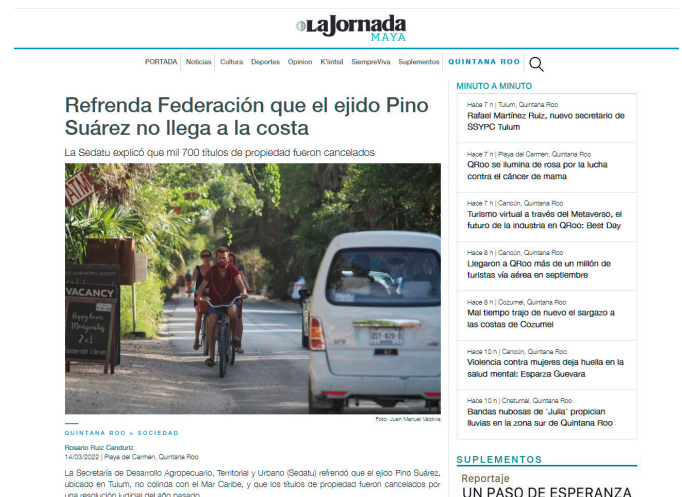 LaJornada
MAYA
PORTADA Noticias Cultura Deportes Opinion K'iintsil SiempreViva Suplementos QUINTANA ROO
MINUTO A MINUTO
Refrenda Federación que el ejido Pino
Suárez no llega a la costa
La Sedatu explicó que mil 700 títulos de propiedad fueron cancelados
ATM
VACANCY
Happy hour
Margaritas
2x1
Foto: Juan Manuel Valdivia
QUINTANA ROO > SOCIEDAD
Rosario Ruiz Canduriz
14/03/2022 | Playa del Carmen, Quintana Roo
La Secretaría de Desarrollo Agropecuario, Territorial y Urbano (Sedatu) refrendó que el ejido Pino Suárez,
ubicado en Tulum, no colinda con el Mar Caribe, y que los títulos de propiedad fueron cancelados por
una resolución judicial del año pasado
Hace 7 h | Tulum, Quintana Roo
Rafael Martínez Ruiz, nuevo secretario de
SSYPC Tulum
Hace 7 h | Playa del Carmen, Quintana Roo
QRoo se ilumina de rosa por la lucha
contra el cáncer de mama
Hace 7 h | Cancún, Quintana Roo
Turismo virtual a través del Metaverso, el
futuro de la industria en QRoo: Best Day
Hace 8 h | Cancún, Quintana Roo
Llegaron a QRoo más de un millón de
turistas vía aérea en septiembre
Hace 8 h | Cozumel, Quintana Roo
Mal tiempo trajo de nuevo el sargazo a
las costas de Cozumel
Hace 10 h | Cancún, Quintana Roo
Violencia contra mujeres deja huella en la
salud mental: Esparza Guevara
Hace 10 h | Chetumal, Quintana Roo
Bandas nubosas de 'Julia' propician
lluvias en la zona sur de Quintana Roo
SUPLEMENTOS
Reportaje
UN PASO DE ESPERANZA